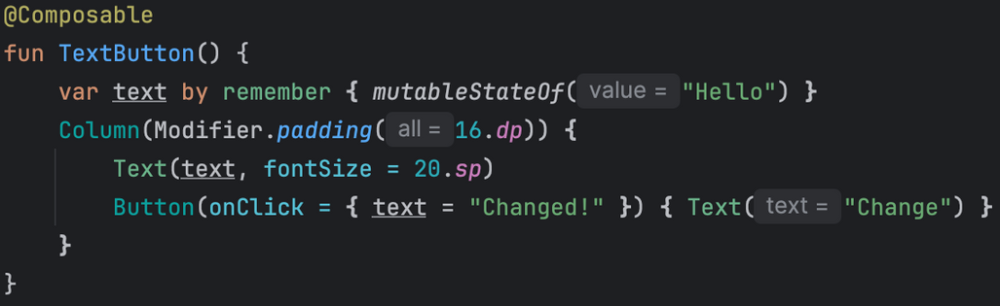 @Composable
fun TextButton() {
    var text by remember { mutableStateOf( value = "Hello") }
    Column(Modifier.padding( all = 16.dp)) {
        Text(text, fontSize = 20.sp)
        Button(onClick = { text = "Changed!" }) { Text( text = "Change") }
    }
}